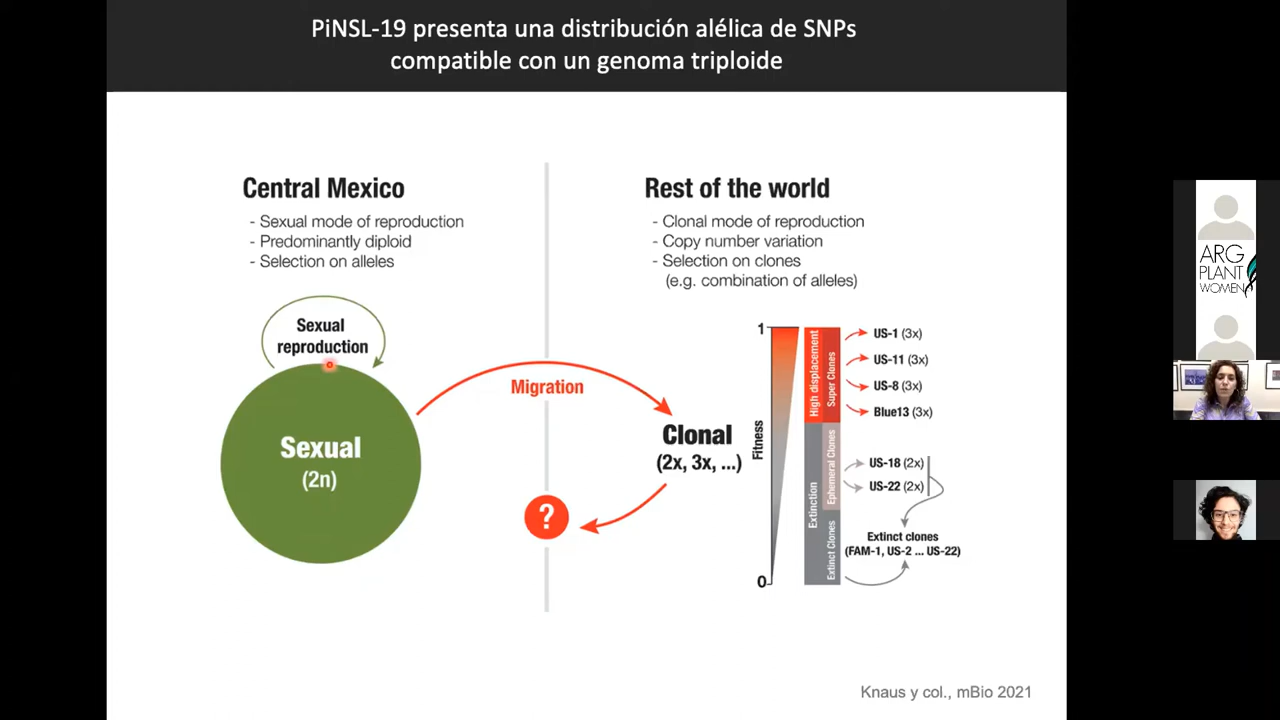 PiNSL-19 presenta una distribución alélica de SNPs
compatible con un genoma triploide
Central Mexico
- Sexual mode of reproduction
- Predominantly diploid
- Selection on alleles
Sexual
reproduction
Sexual
(2n)
Migration
?
Rest of the world
- Clonal mode of reproduction
- Copy number variation
- Selection on clones
(e.g. combination of alleles)
Clonal
(2x, 3x, ...)
1
Fitness
0
High displacement
Super Clones
Extinction
Ephemeral Clones
Extinct Clones
US-1 (3x)
US-11 (3x)
US-8 (3x)
Blue13 (3x)
US-18 (2x)
US-22 (2x)
Extinct clones
(FAM-1, US-2 ... US-22)
Knaus y col., mBio 2021
ARG
PLANT
WOMEN